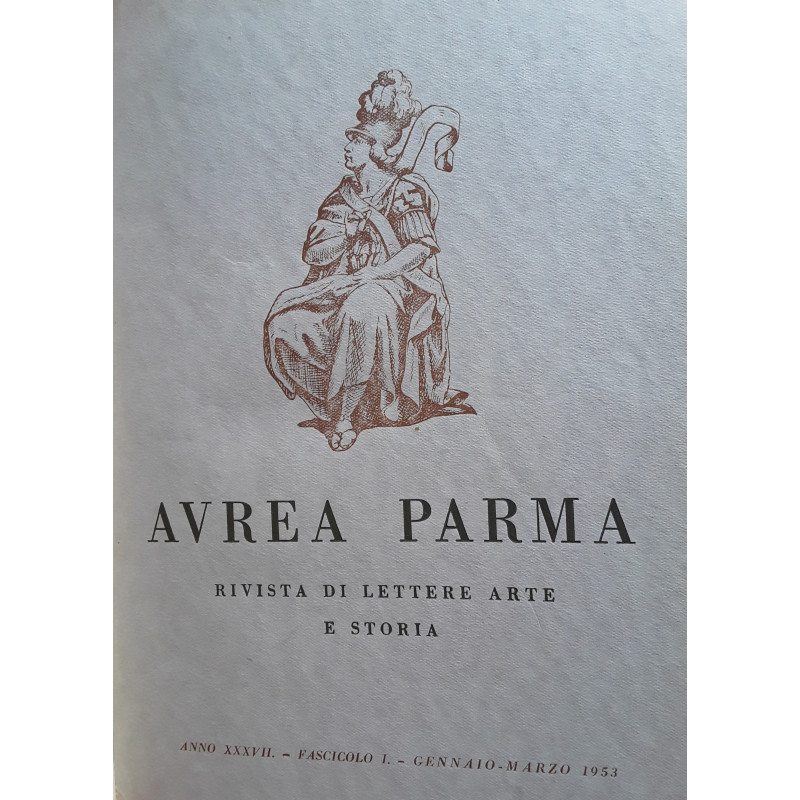 AVREA PARMA
RIVISTA DI LETTERE ARTE
E STORIA
ANNO XXXVII. - FASCICOLO I. - GENNAIO-MARZO 1953